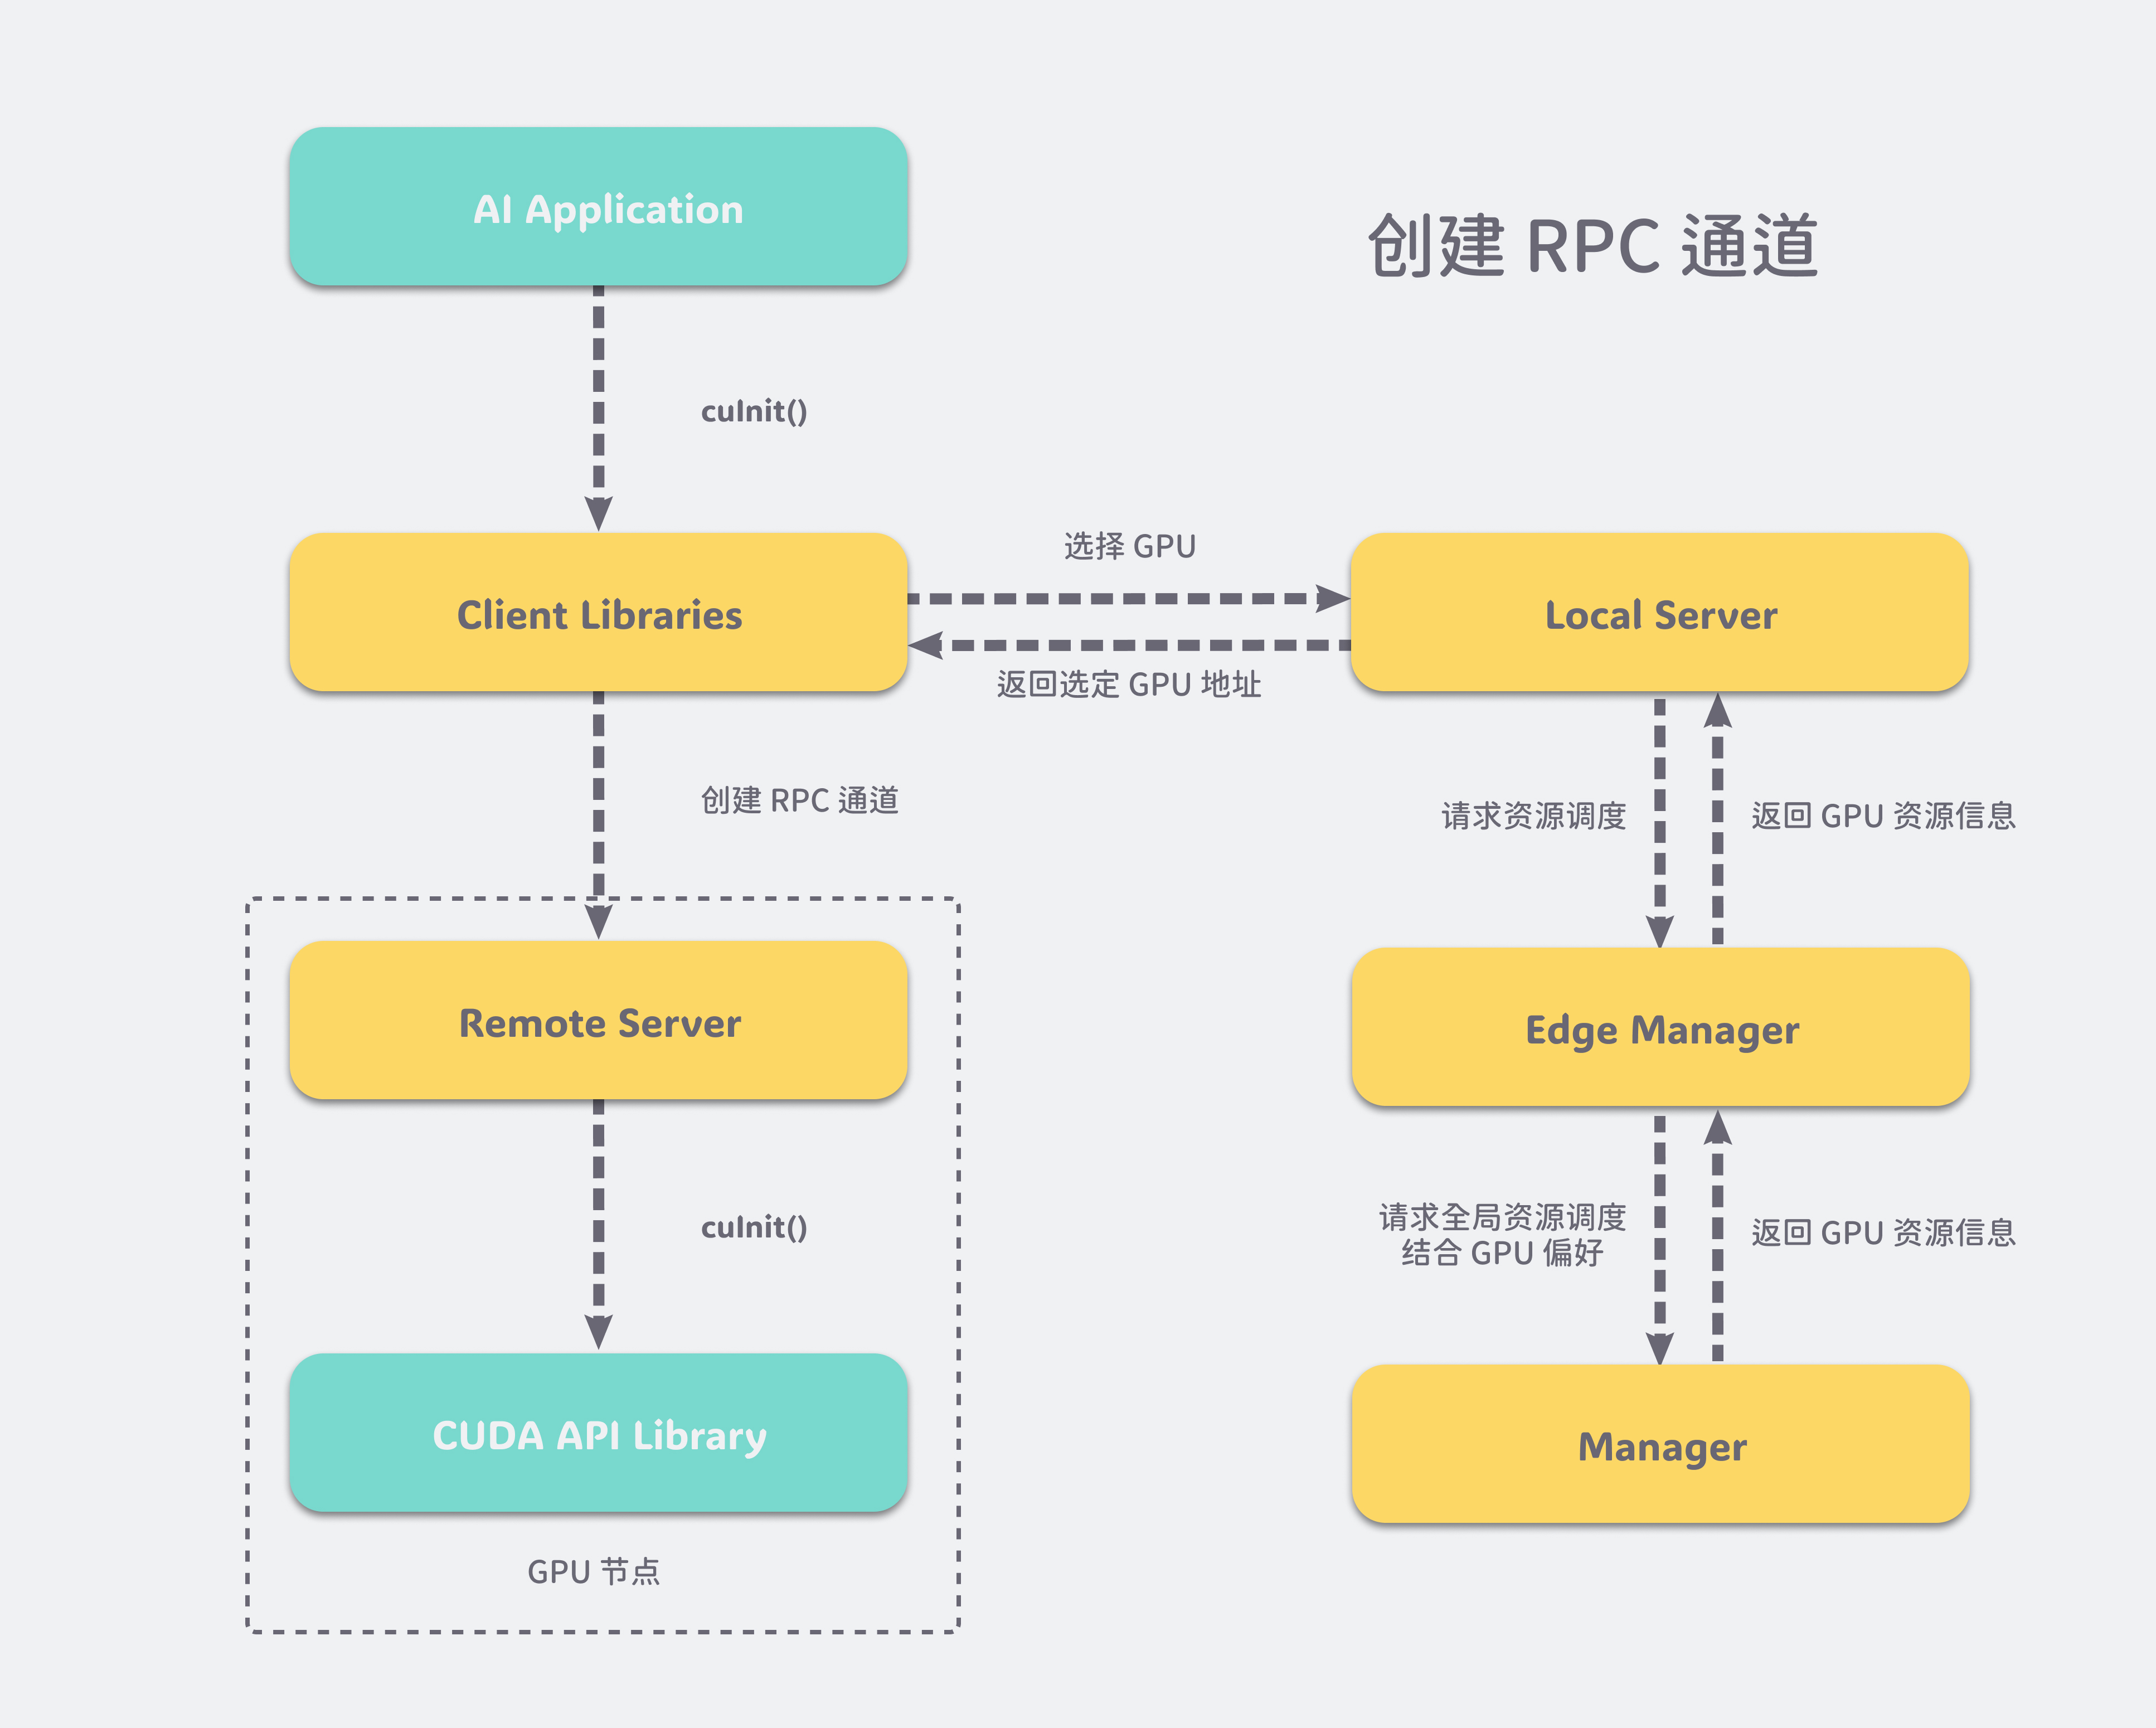 AI Application
创建 RPC 通道
cuInit()
选择 GPU
Client Libraries
Local Server
返回选定 GPU 地址
创建 RPC 通道
请求资源调度
返回 GPU 资源信息
Remote Server
Edge Manager
cuInit()
请求全局资源调度
结合 GPU 偏好
返回 GPU 资源信息
CUDA API Library
Manager
GPU 节点